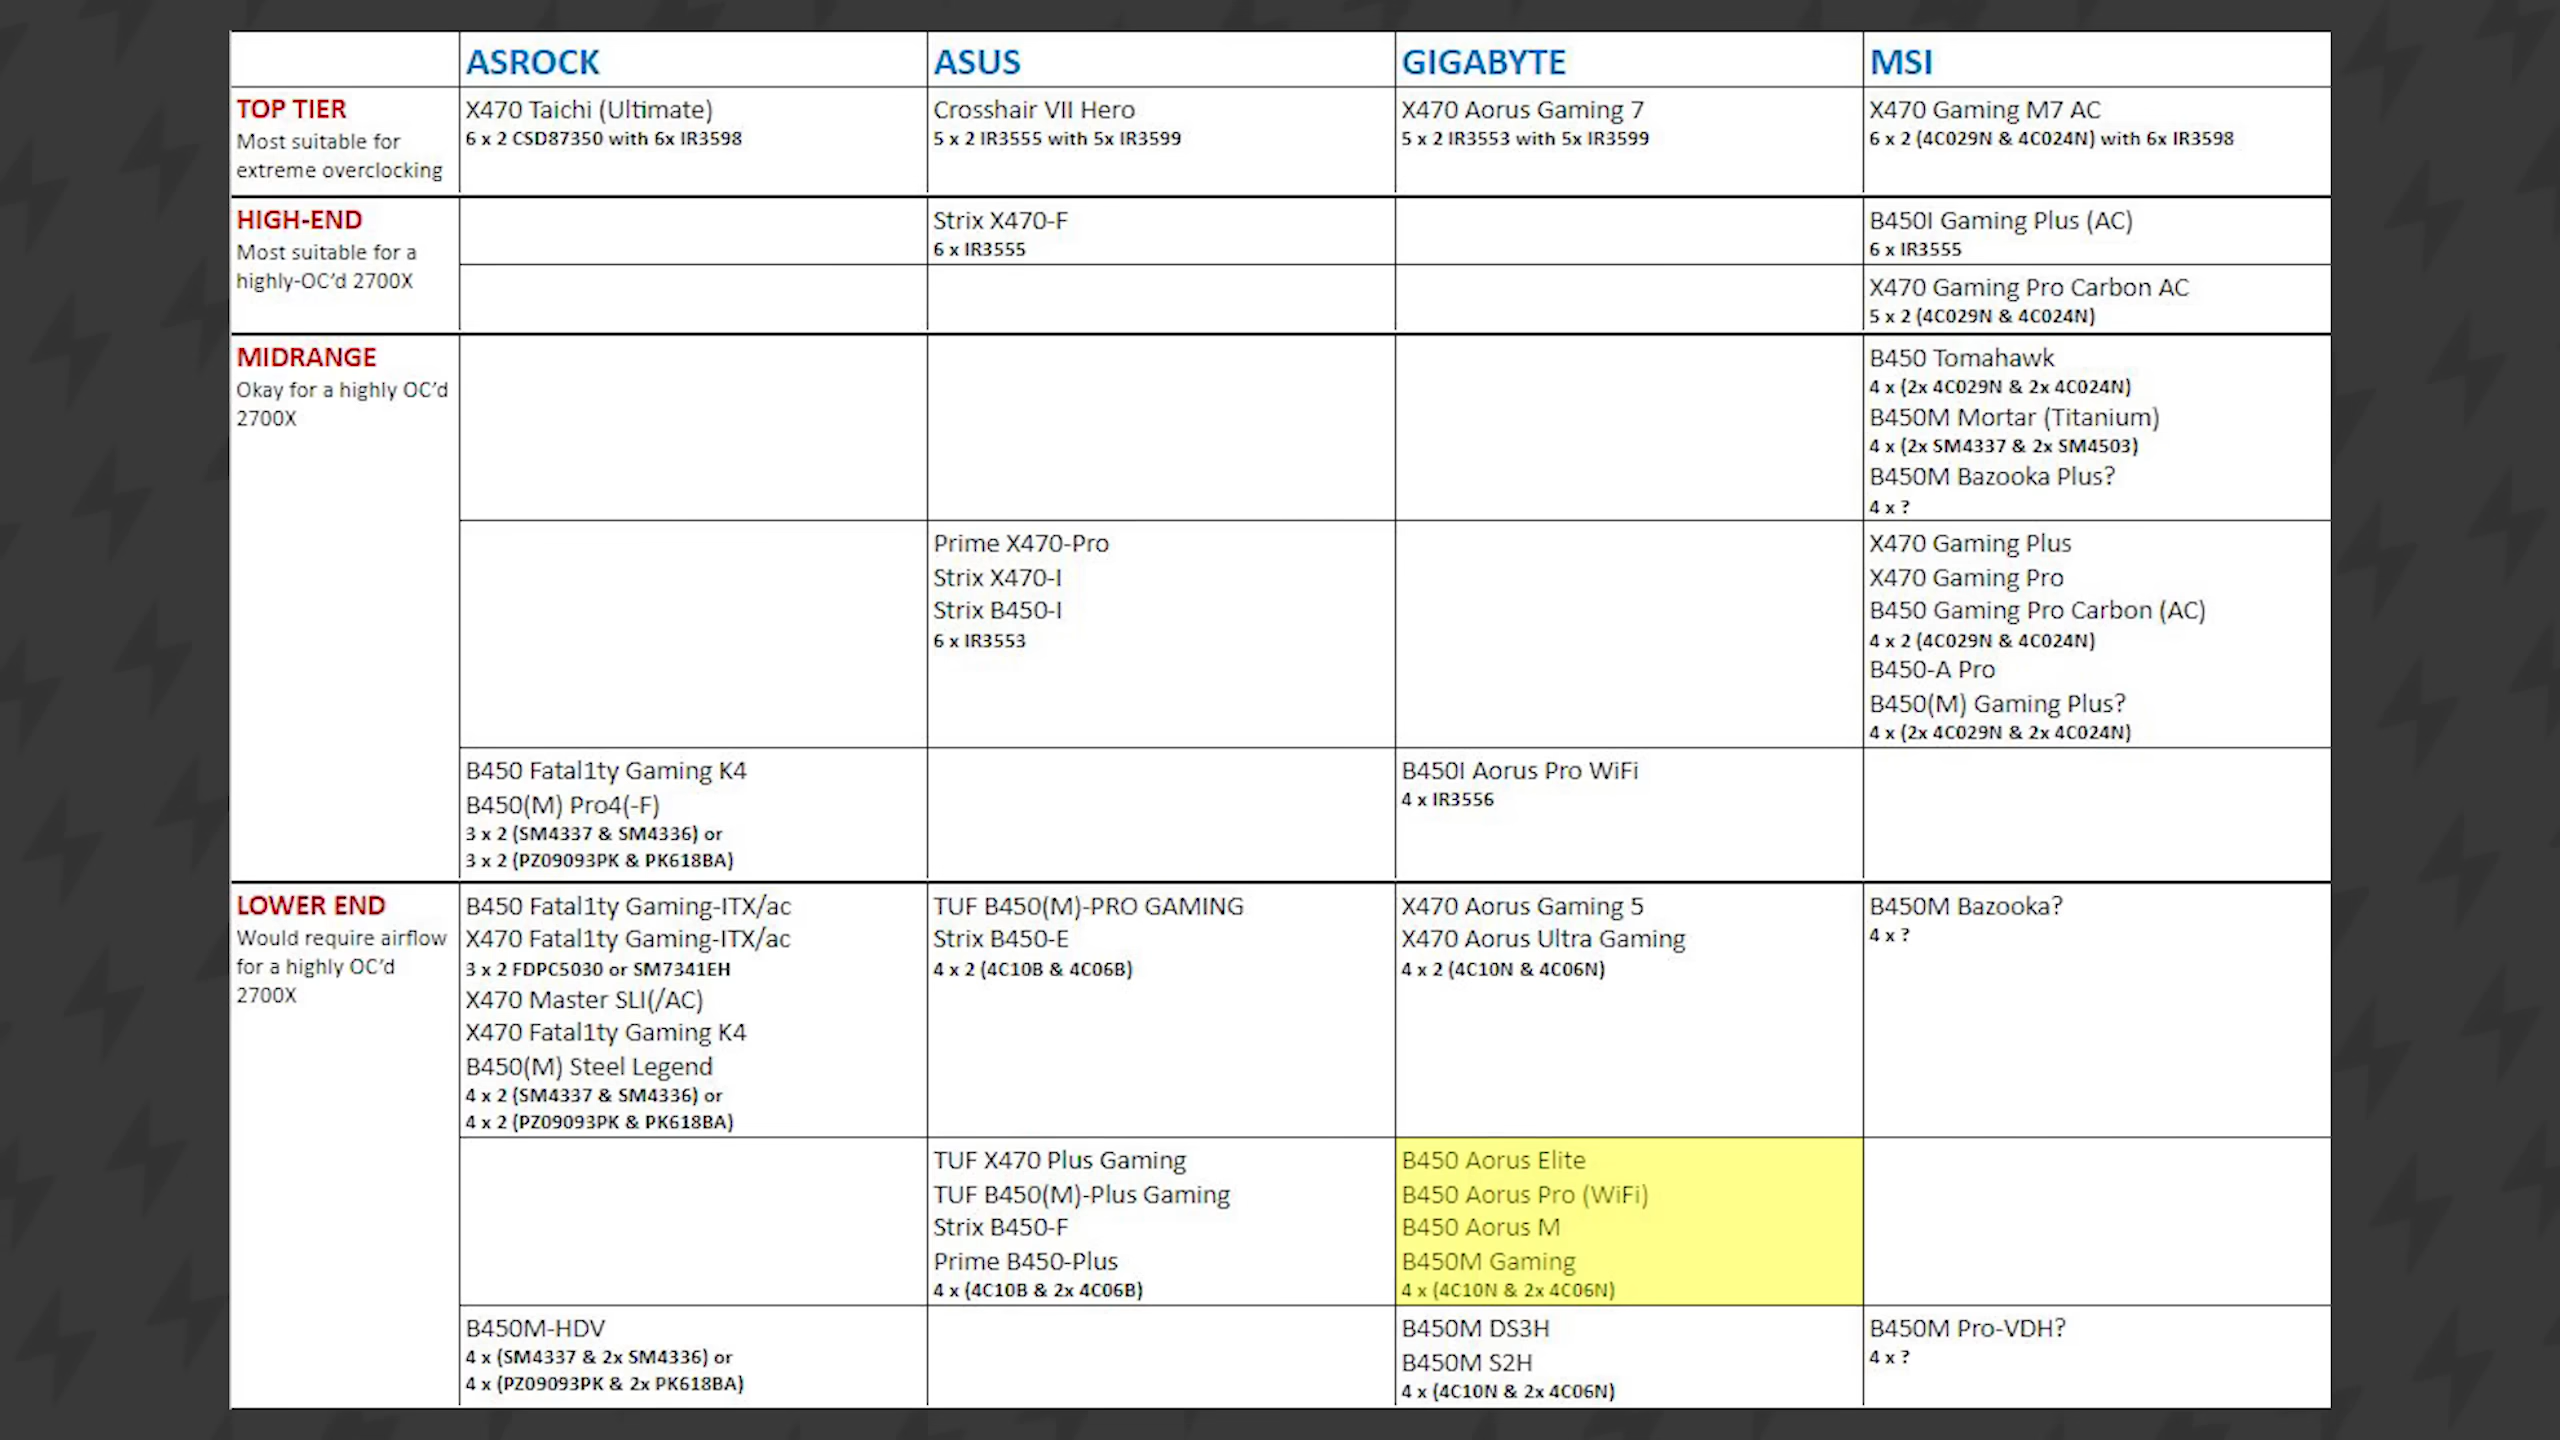 ASROCK
ASUS
GIGABYTE
MSI
TOP TIER
Most suitable for
extreme overclocking
X470 Taichi (Ultimate)
6 x 2 CSD87350 with 6x IR3598
Crosshair VII Hero
5 x 2 IR3555 with 5x IR3599
X470 Aorus Gaming 7
5 x 2 IR3553 with 5x IR3599
X470 Gaming M7 AC
6 x 2 (4C029N & 4C024N) with 6x IR3598
HIGH-END
Most suitable for a
highly-OC'd 2700X
Strix X470-F
6 x IR3555
B450I Gaming Plus (AC)
6 x IR3555
X470 Gaming Pro Carbon AC
5 x 2 (4C029N & 4C024N)
MIDRANGE
Okay for a highly OC'd
2700X
B450 Tomahawk
4 x (2x 4C029N & 2x 4C024N)
B450M Mortar (Titanium)
4 x (2x SM4337 & 2x SM4503)
B450M Bazooka Plus?
4 x ?
Prime X470-Pro
Strix X470-I
Strix B450-I
6 x IR3553
X470 Gaming Plus
X470 Gaming Pro
B450 Gaming Pro Carbon (AC)
4 x 2 (4C029N & 4C024N)
B450-A Pro
B450(M) Gaming Plus?
4 x (2x 4C029N & 2x 4C024N)
B450 Fatal1ty Gaming K4
B450(M) Pro4(-F)
3 x 2 (SM4337 & SM4336) or
3 x 2 (PZ09093PK & PK618BA)
B450I Aorus Pro WiFi
4 x IR3556
LOWER END
Would require airflow
for a highly OC'd
2700X
B450 Fatal1ty Gaming-ITX/ac
X470 Fatal1ty Gaming-ITX/ac
3 x 2 FDPC5030 or SM7341EH
X470 Master SLI(/AC)
X470 Fatal1ty Gaming K4
B450(M) Steel Legend
4 x 2 (SM4337 & SM4336) or
4 x 2 (PZ09093PK & PK618BA)
TUF B450(M)-PRO GAMING
Strix B450-E
4 x 2 (4C10B & 4C06B)
X470 Aorus Gaming 5
X470 Aorus Ultra Gaming
4 x 2 (4C10N & 4C06N)
B450M Bazooka?
4 x ?
TUF X470 Plus Gaming
TUF B450(M)-Plus Gaming
Strix B450-F
Prime B450-Plus
4 x (4C10B & 2x 4C06B)
B450 Aorus Elite
B450 Aorus Pro (WiFi)
B450 Aorus M
B450M Gaming
4 x (4C10N & 2x 4C06N)
B450M-HDV
4 x (SM4337 & 2x SM4336) or
4 x (PZ09093PK & 2x PK618BA)
B450M DS3H
B450M S2H
4 x (4C10N & 2x 4C06N)
B450M Pro-VDH?
4 x ?